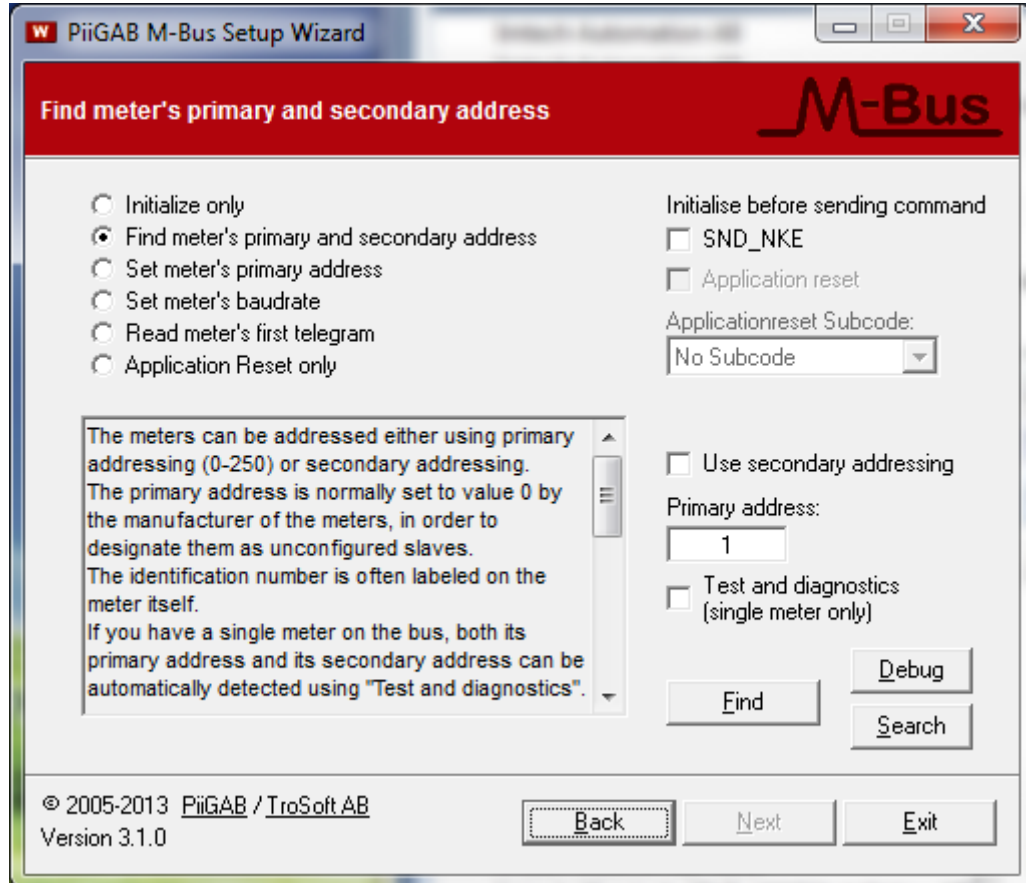 W PiiGAB M-Bus Setup Wizard
Find meter's primary and secondary address
M-Bus
Initialize only
Find meter's primary and secondary address
Set meter's primary address
Set meter's baudrate
Read meter's first telegram
Application Reset only
Initialise before sending command
SND_NKE
Application reset
Applicationreset Subcode:
No Subcode
The meters can be addressed either using primary
addressing (0-250) or secondary addressing.
The primary address is normally set to value 0 by
the manufacturer of the meters, in order to
designate them as unconfigured slaves.
The identification number is often labeled on the
meter itself.
If you have a single meter on the bus, both its
primary address and its secondary address can be
automatically detected using "Test and diagnostics".
Use secondary addressing
Primary address:
1
Test and diagnostics
(single meter only)
Debug
Find
Search
© 2005-2013 PiiGAB / TroSoft AB
Version 3.1.0
Back
Next
Exit